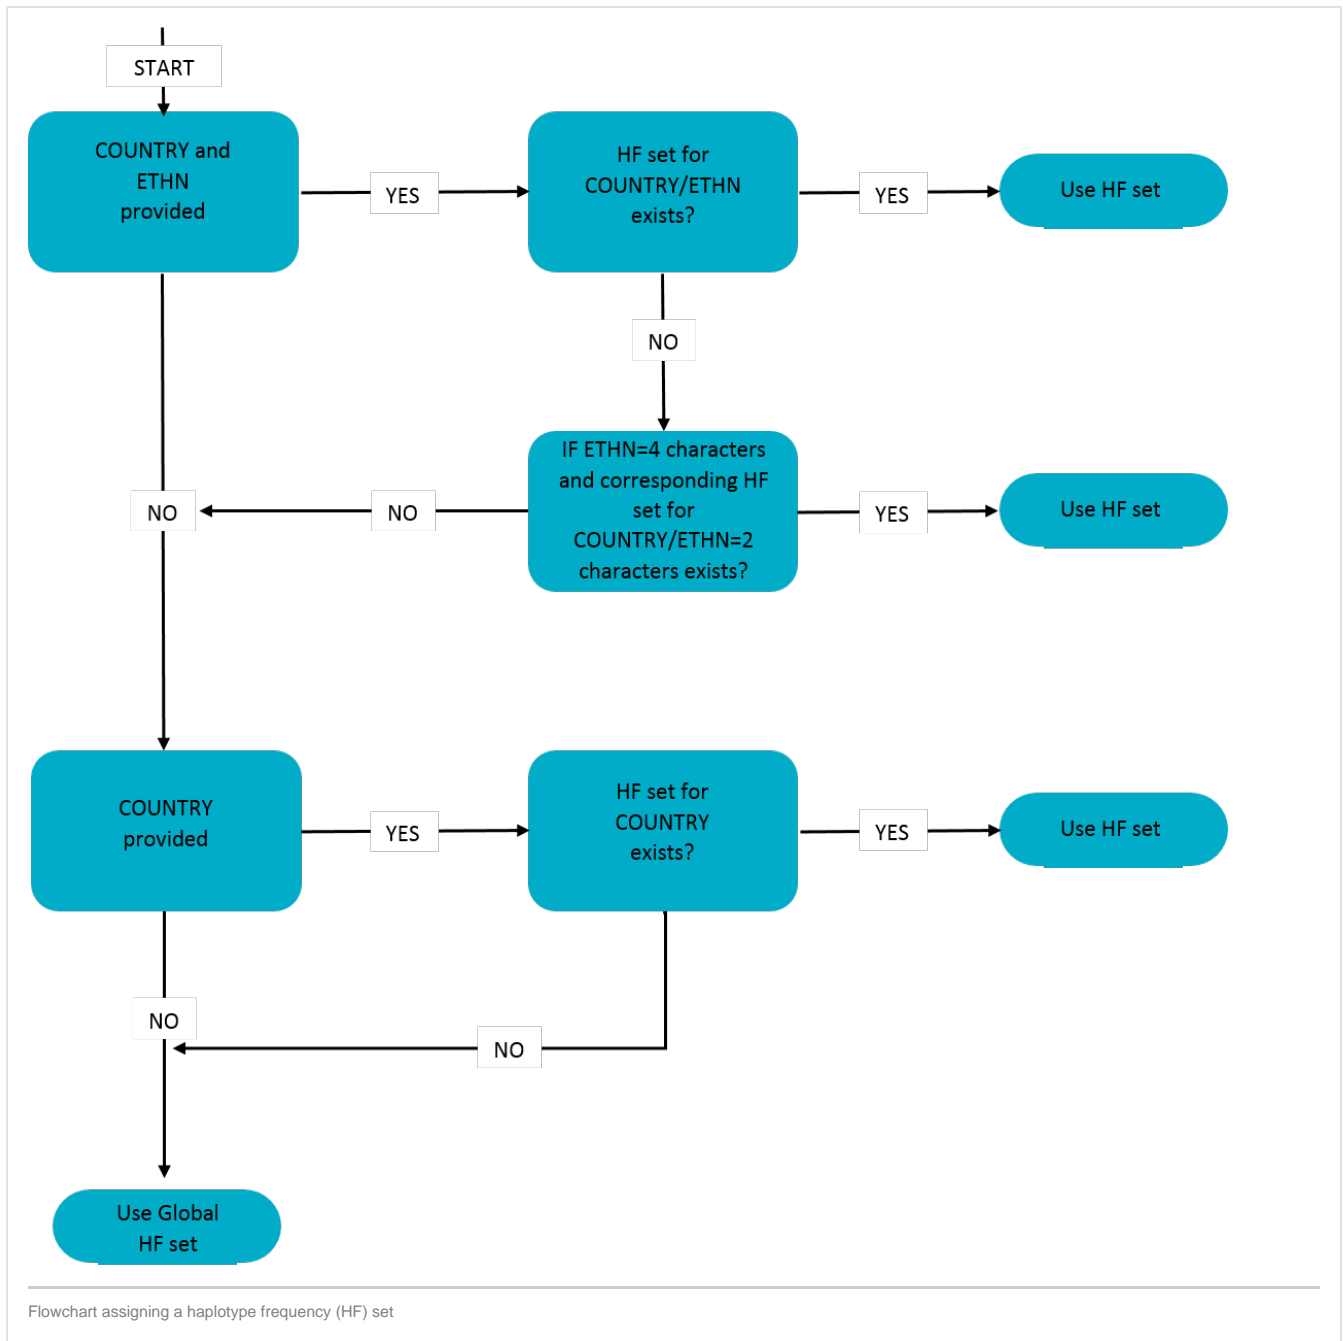 START
COUNTRY and
ETHN
provided
YES
HF set for
COUNTRY/ETHN
exists?
YES
Use HF set
NO
IF ETHN=4 characters
and corresponding HF
set for
COUNTRY/ETHN=2
characters exists?
YES
Use HF set
NO
NO
COUNTRY
provided
YES
HF set for
COUNTRY
exists?
YES
Use HF set
NO
NO
Use Global
HF set
Flowchart assigning a haplotype frequency (HF) set